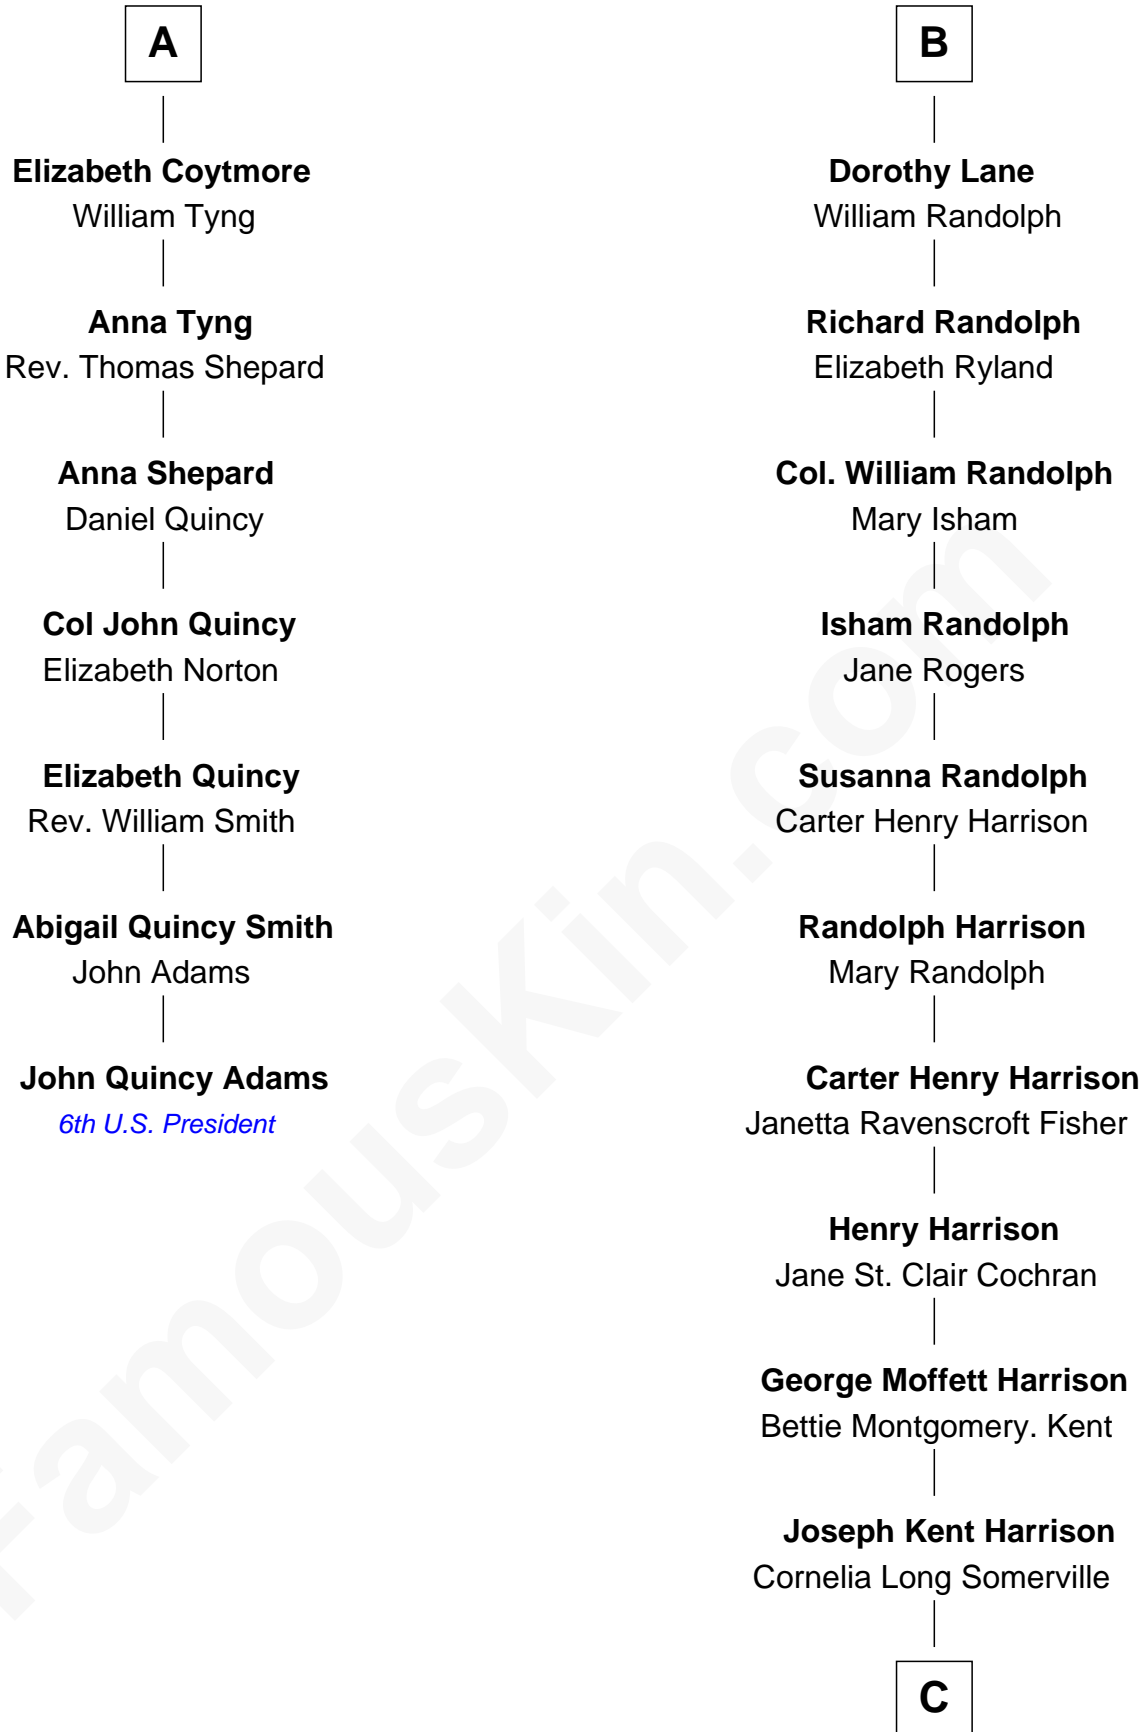 A
Elizabeth Coytmore
William Tyng
Anna Tyng
Rev. Thomas Shepard
Anna Shepard
Daniel Quincy
Col John Quincy
Elizabeth Norton
Elizabeth Quincy
Rev. William Smith
Abigail Quincy Smith
John Adams
John Quincy Adams
6th U.S. President
B
Dorothy Lane
William Randolph
Richard Randolph
Elizabeth Ryland
Col. William Randolph
Mary Isham
Isham Randolph
Jane Rogers
Susanna Randolph
Carter Henry Harrison
Randolph Harrison
Mary Randolph
Carter Henry Harrison
Janetta Ravenscroft Fisher
Henry Harrison
Jane St. Clair Cochran
George Moffett Harrison
Bettie Montgomery. Kent
Joseph Kent Harrison
Cornelia Long Somerville
C
FamousKin.com